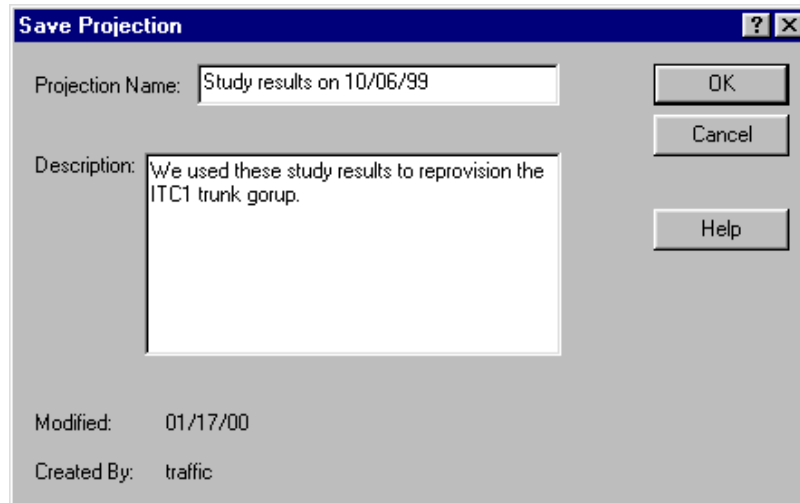 Save Projection
Projection Name: Study results on 10/06/99
OK
Cancel
Description: We used these study results to reprovision the
ITC1 trunk gorup.
Help
Modified: 01/17/00
Created By: traffic